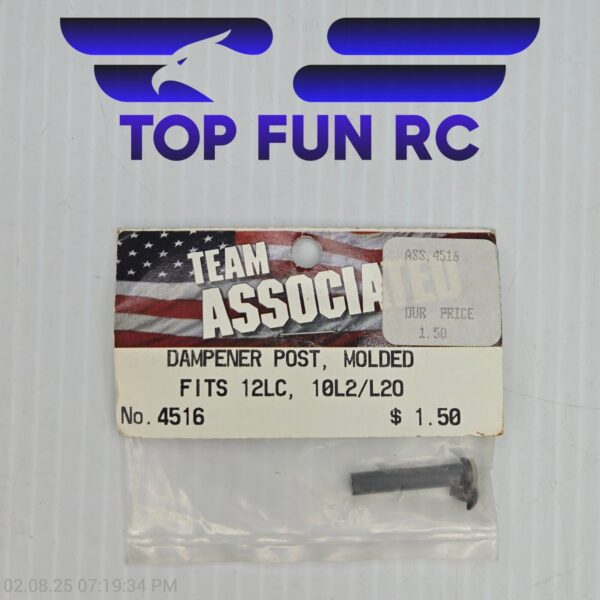 TOP FUN RC
TEAM
ASSOCIATED
ASS.4516
OUR PRICE
1.50
DAMPENER POST, MOLDED
FITS 12LC, 10L2/L20
No. 4516 $ 1.50
02.08.25 07:19:34 PM